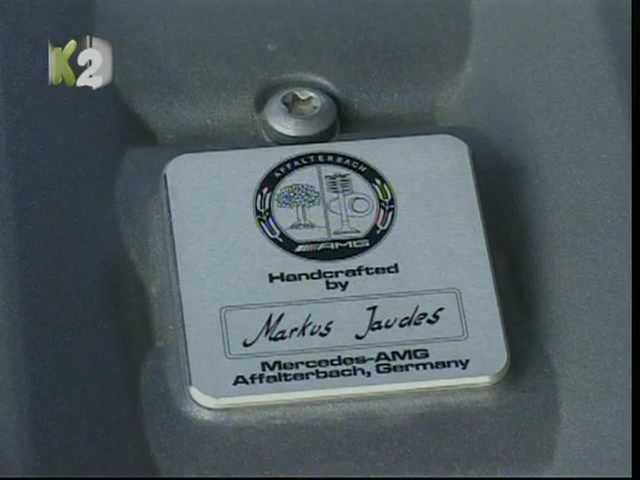 K2
AFFALTERBACH
AMG
Handcrafted
by
Markus Jaudes
Mercedes-AMG
Affalterbach, Germany